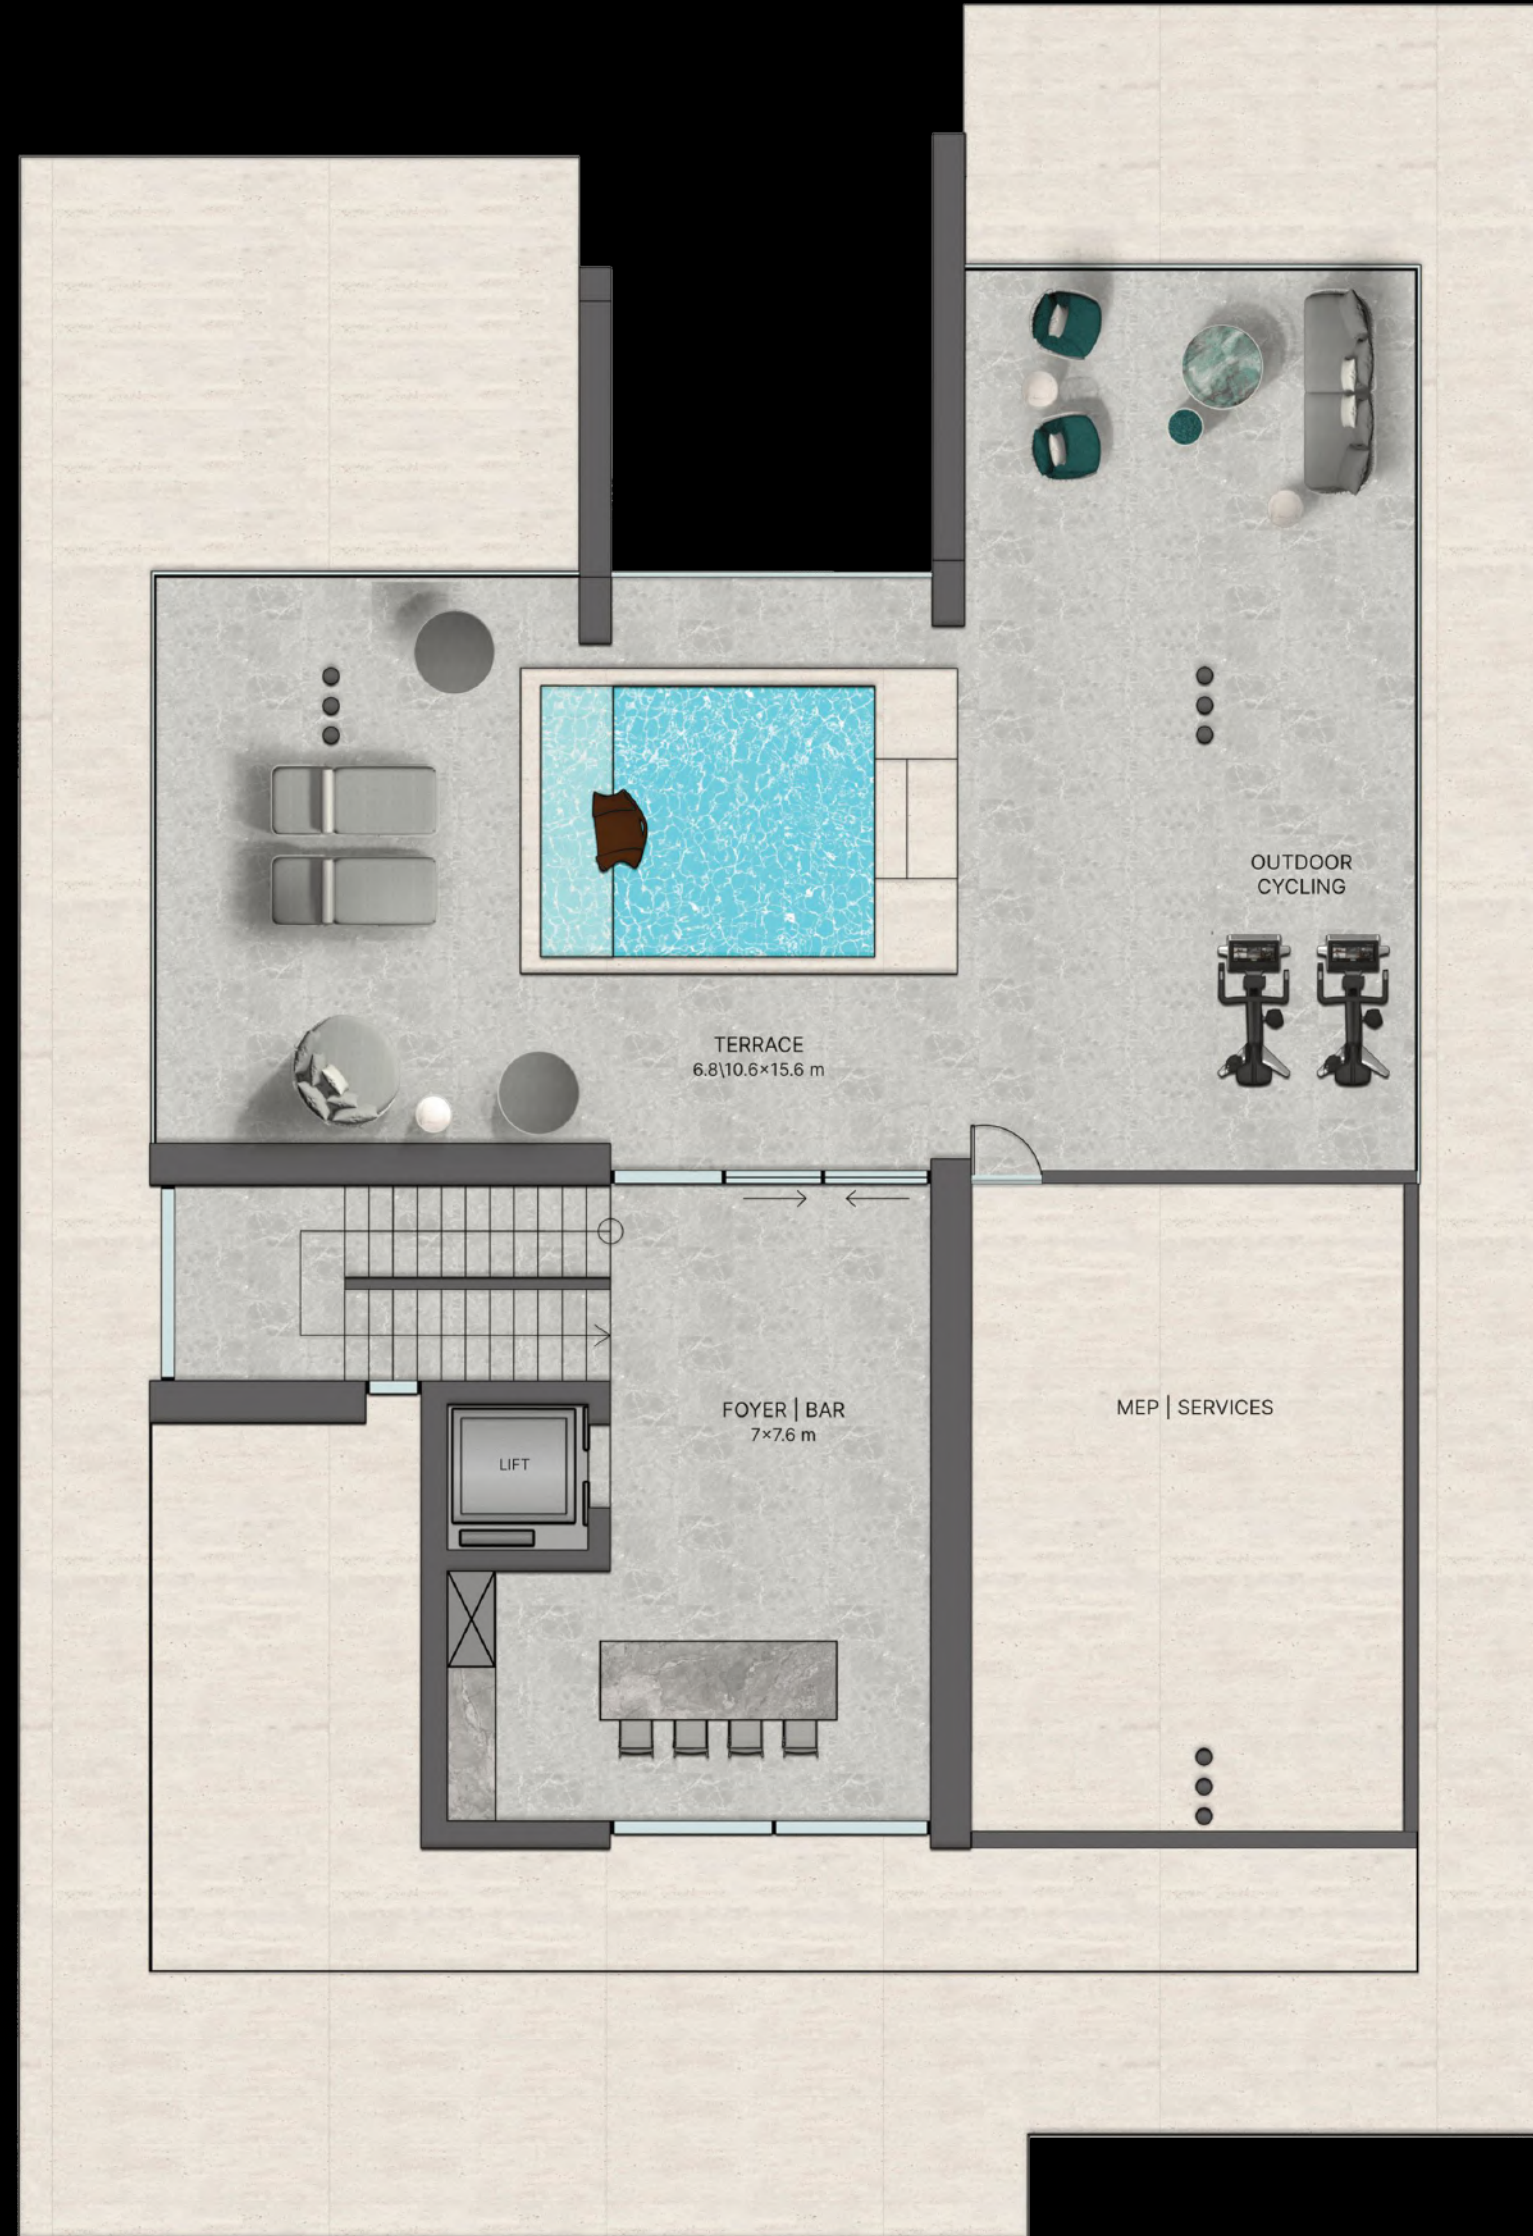 OUTDOOR
CYCLING
TERRACE
6.8\10.6×15.6 m
FOYER | BAR
7×7.6 m
MEP | SERVICES
LIFT